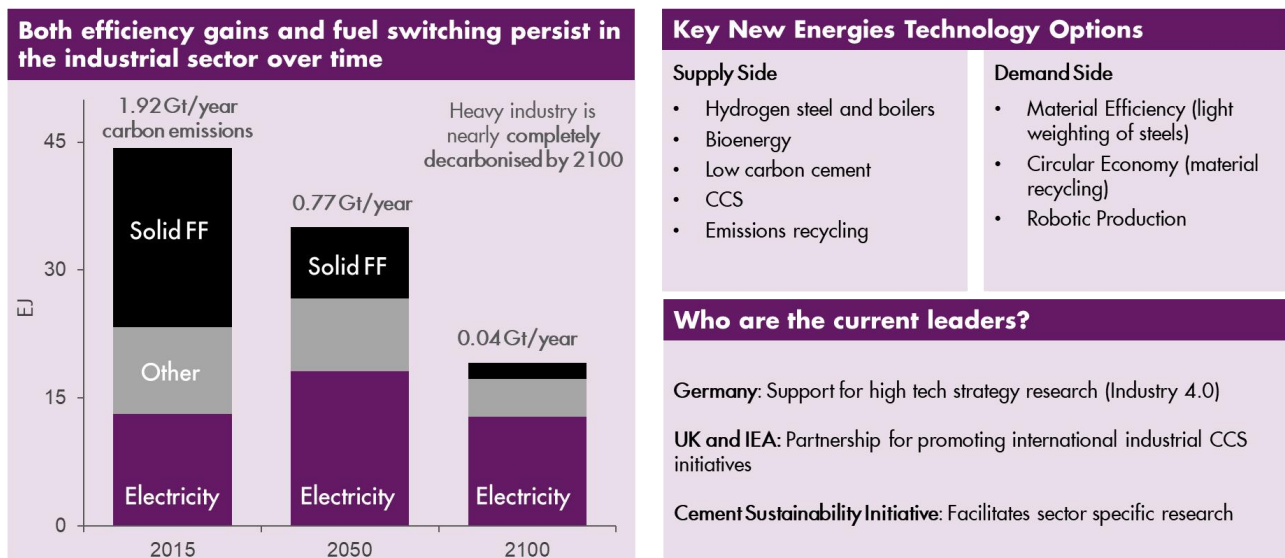 Both efficiency gains and fuel switching persist in
the industrial sector over time
1.92 Gt/year
carbon emissions
Heavy industry is
nearly completely
decarbonised by 2100
45
0.77 Gt/year
Solid FF
Solid FF
30
EJ
0.04 Gt/year
Other
15
Electricity
Electricity
Electricity
0
2015
2050
2100
Key New Energies Technology Options
Supply Side
• Hydrogen steel and boilers
• Bioenergy
• Low carbon cement
• CCS
• Emissions recycling
Demand Side
• Material Efficiency (light
weighting of steels)
• Circular Economy (material
recycling)
• Robotic Production
Who are the current leaders?
Germany: Support for high tech strategy research (Industry 4.0)
UK and IEA: Partnership for promoting international industrial CCS
initiatives
Cement Sustainability Initiative: Facilitates sector specific research